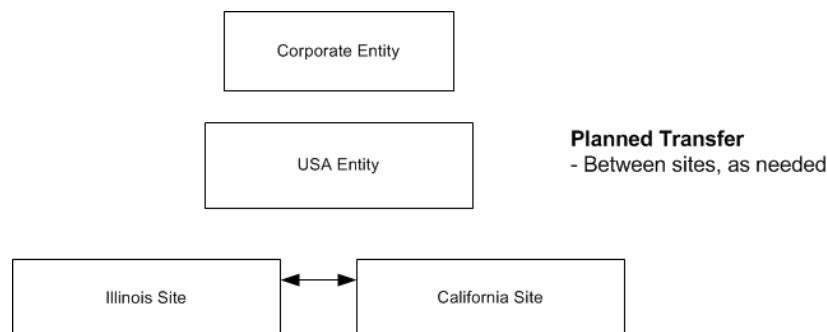 Corporate Entity
USA Entity
Planned Transfer
- Between sites, as needed
Illinois Site
California Site